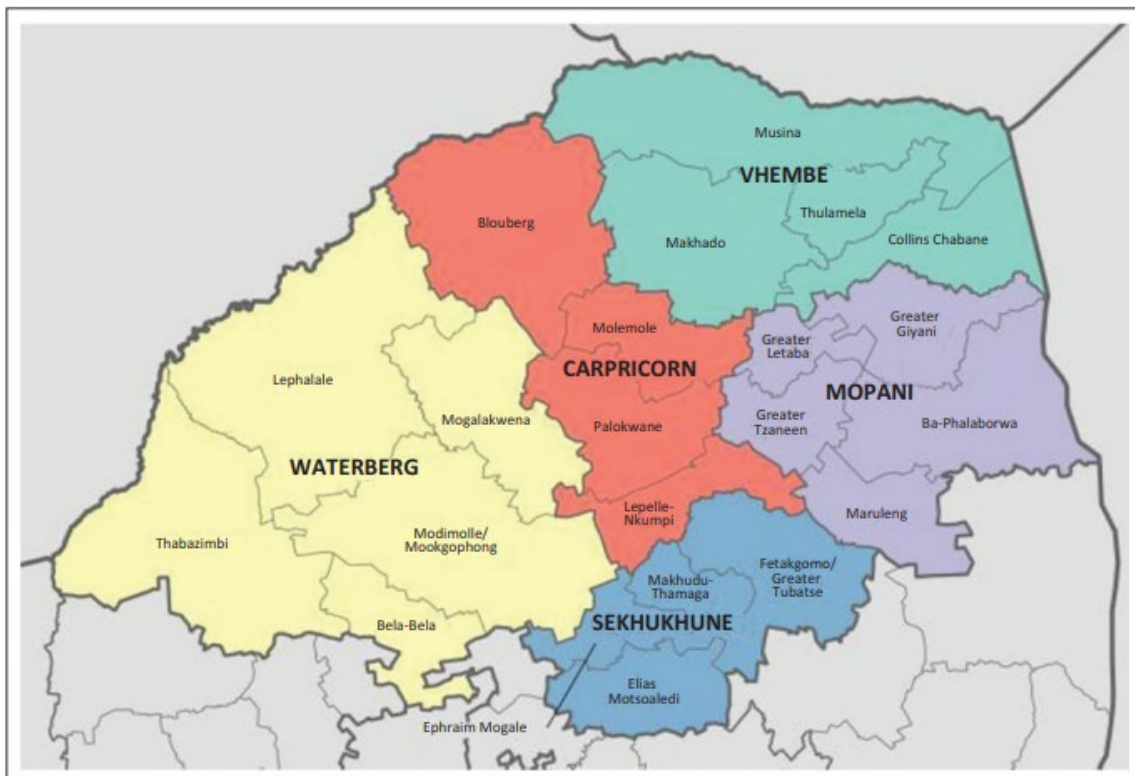 Musina
VHEMBE
Thulamela
Blouberg
Makhado
Collins Chabane
Molemole
Greater
Letaba
Greater
Giyani
CARPRICORN
MOPANI
Lephalale
Mogalakwena
Palokwane
Greater
Tzaneen
Ba-Phalaborwa
WATERBERG
Lepelle-
Nkumpi
Maruleng
Thabazimbi
Modimolle/
Mookgophong
Makhudu-
Thamaga
Fetakgomo/
Greater
Tubatse
Bela-Bela
SEKHUKHUNE
Elias
Motsoaledi
Ephraim Mogale